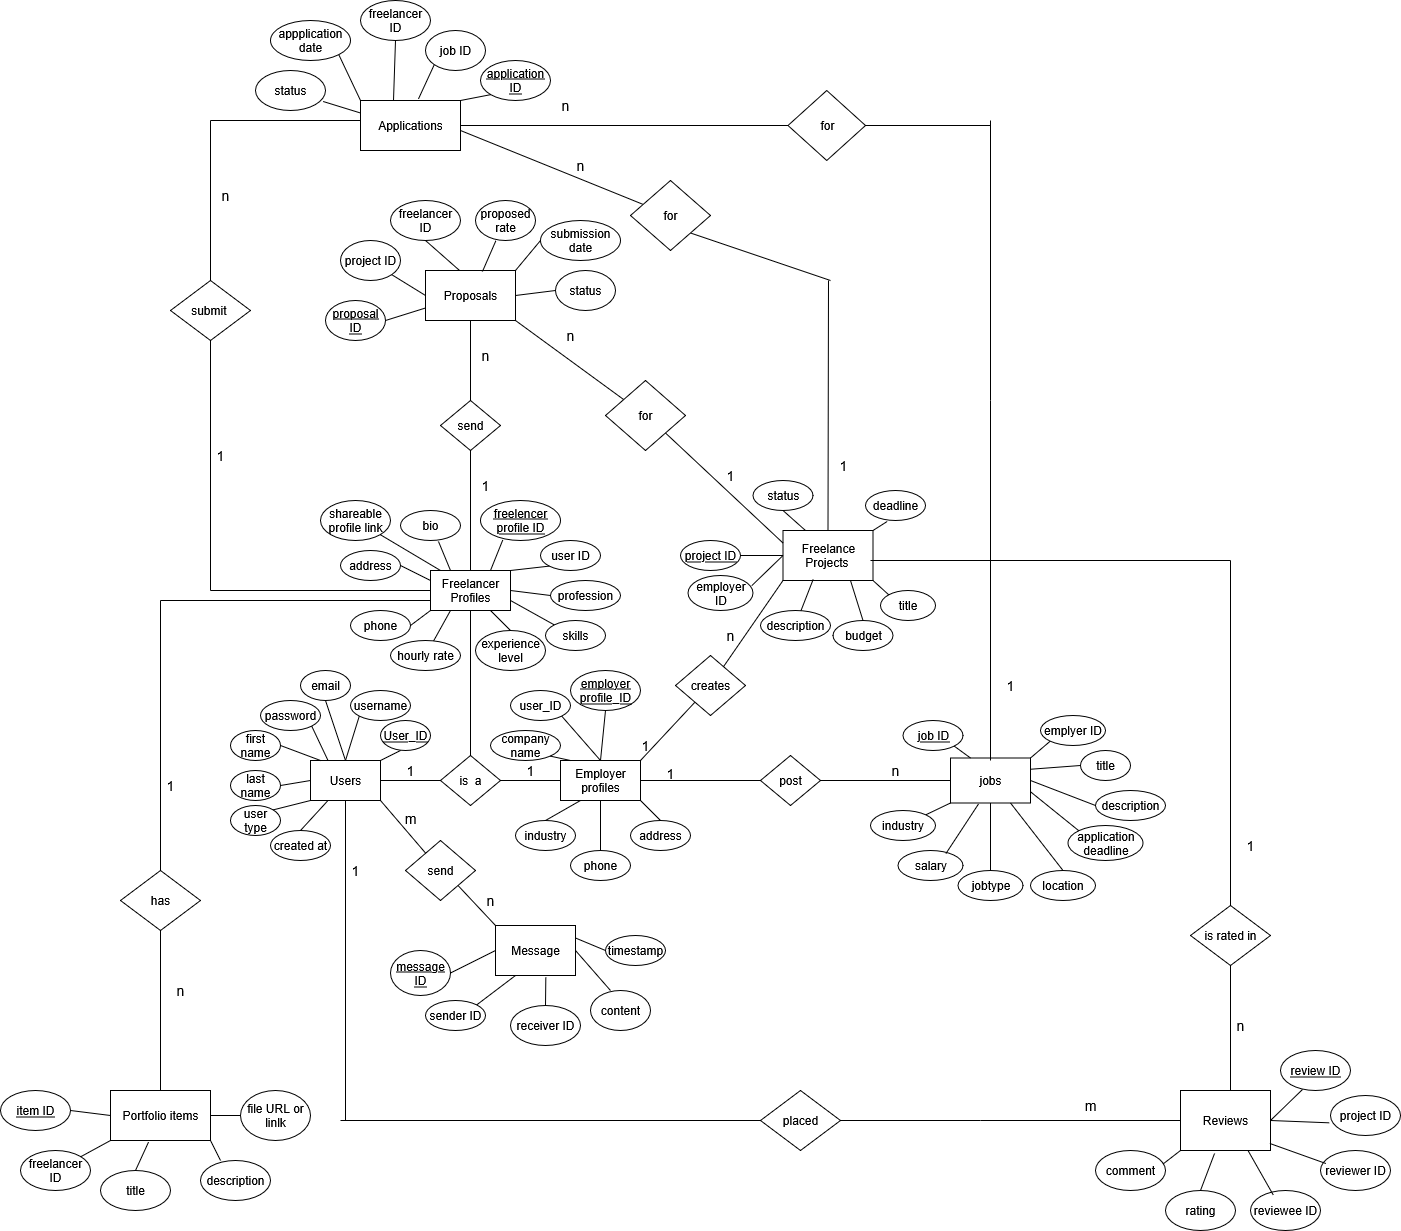 freelancer
ID
appplication
date
job ID
application
ID
status
Applications
n
for
n
n
for
freelancer
ID
proposed
rate
submission
date
project ID
status
Proposals
proposal
ID
submit
n
n
for
send
1
1
1
1
status
deadline
shareable
profile link
bio
freelencer
profile ID
user ID
address
Freelancer
Profiles
profession
phone
skills
hourly rate
experience
level
project ID
Freelance
Projects
employer
ID
title
description
budget
n
creates
email
username
password
User_ID
first
name
last
name
Users
user
type
created at
1
is a
1
employer
profile_ID
user_ID
company
name
Employer
profiles
industry
address
phone
1
1
post
n
1
job ID
emplyer ID
title
jobs
description
industry
application
deadline
salary
jobtype
location
1
m
send
n
1
1
has
n
Message
timestamp
message
ID
content
sender ID
receiver ID
is rated in
n
item ID
Portfolio items
file URL or
linlk
freelancer
ID
title
description
placed
m
review ID
Reviews
project ID
comment
reviewer ID
rating
reviewee ID